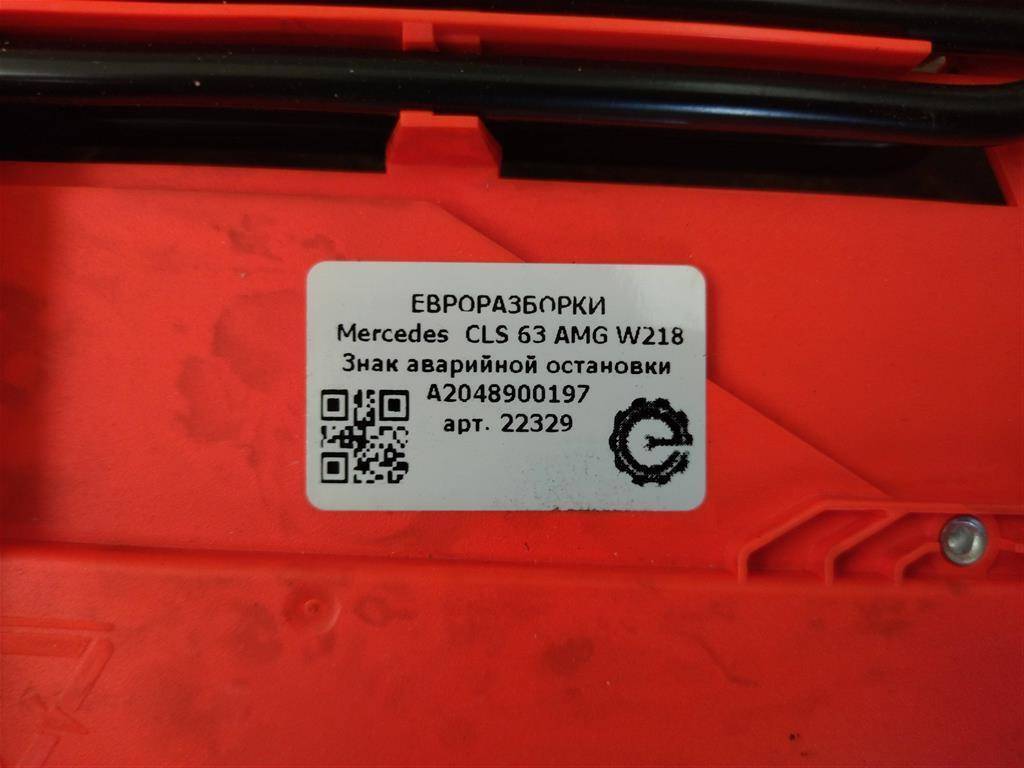 ЕВРОРАЗБОРКИ
Mercedes CLS 63 AMG W218
Знак аварийной остановки
A2048900197
арт. 22329